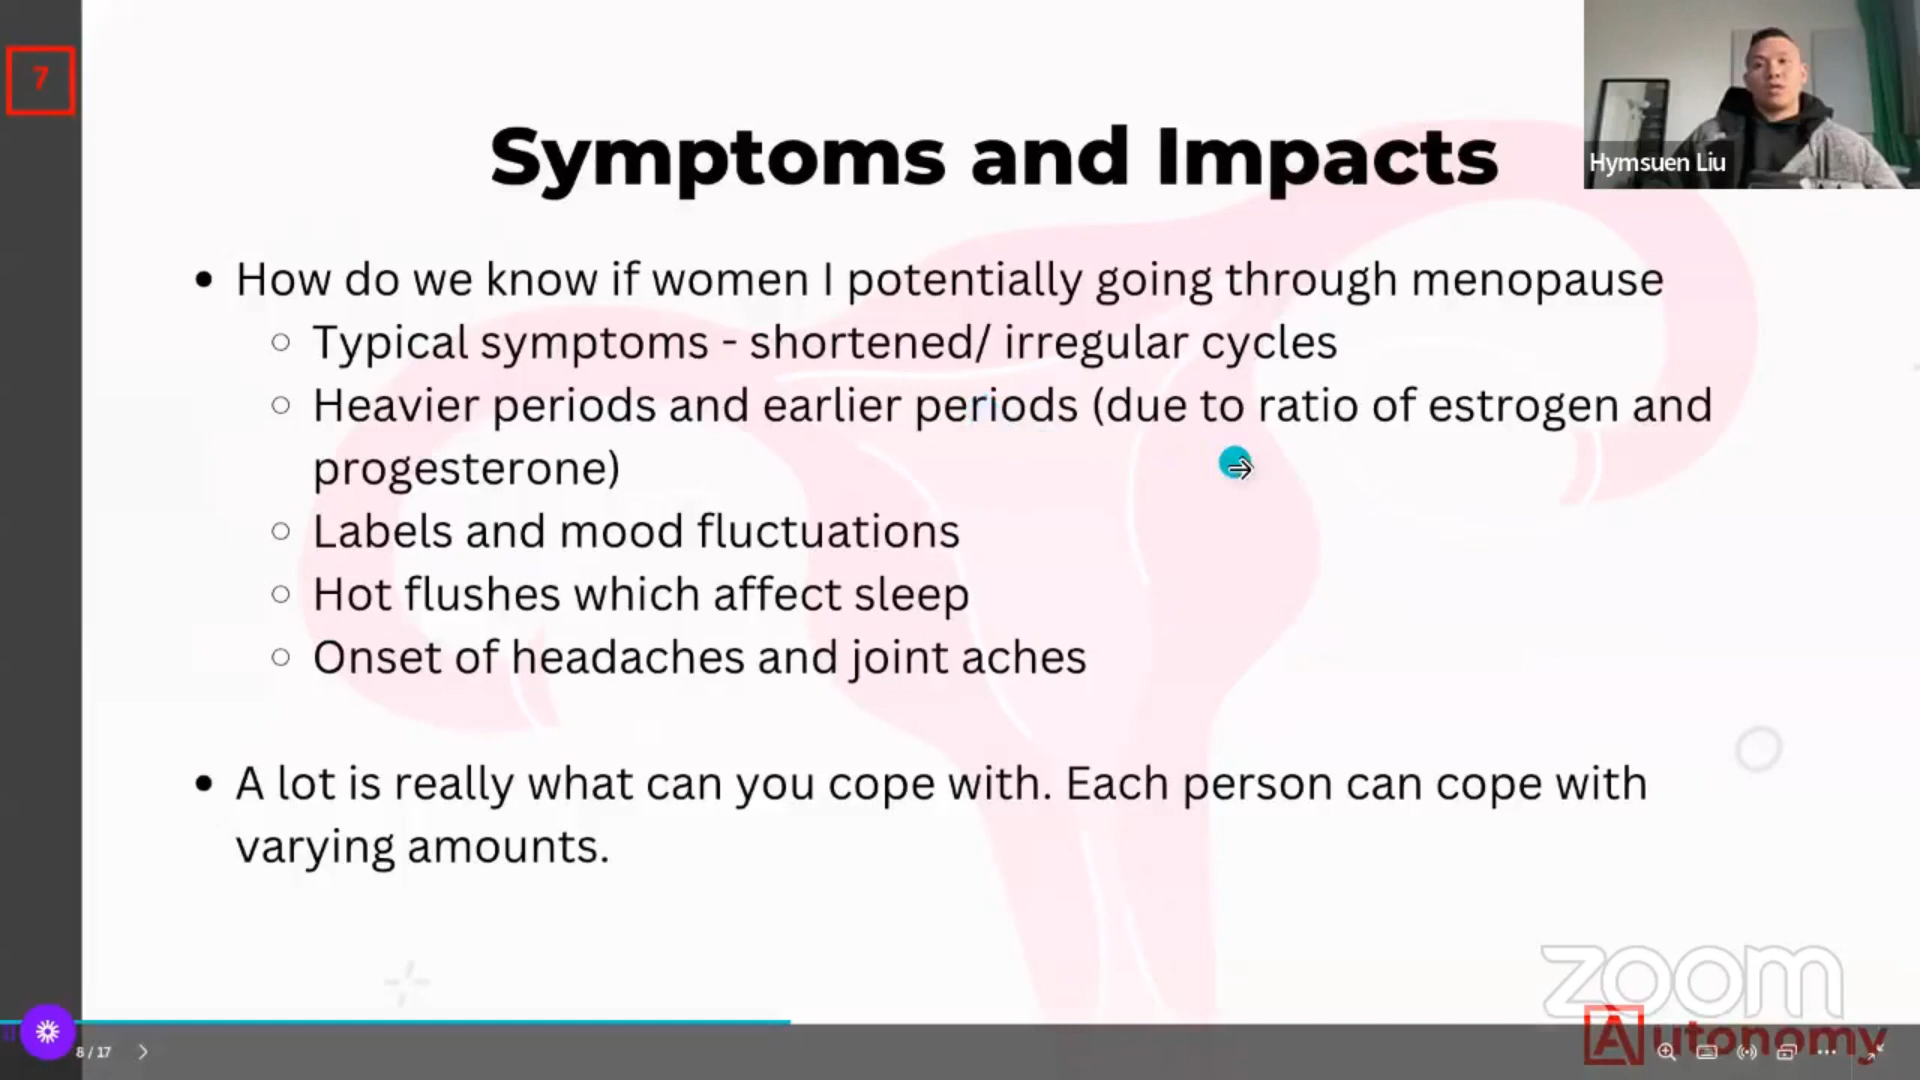 7
Symptoms and Impacts
Hymsuen Liu
• How do we know if women I potentially going through menopause
○ Typical symptoms - shortened/ irregular cycles
○ Heavier periods and earlier periods (due to ratio of estrogen and
progesterone)
○ Labels and mood fluctuations
○ Hot flushes which affect sleep
○ Onset of headaches and joint aches
• A lot is really what can you cope with. Each person can cope with
varying amounts.
zoom
Autonomy
8 / 17